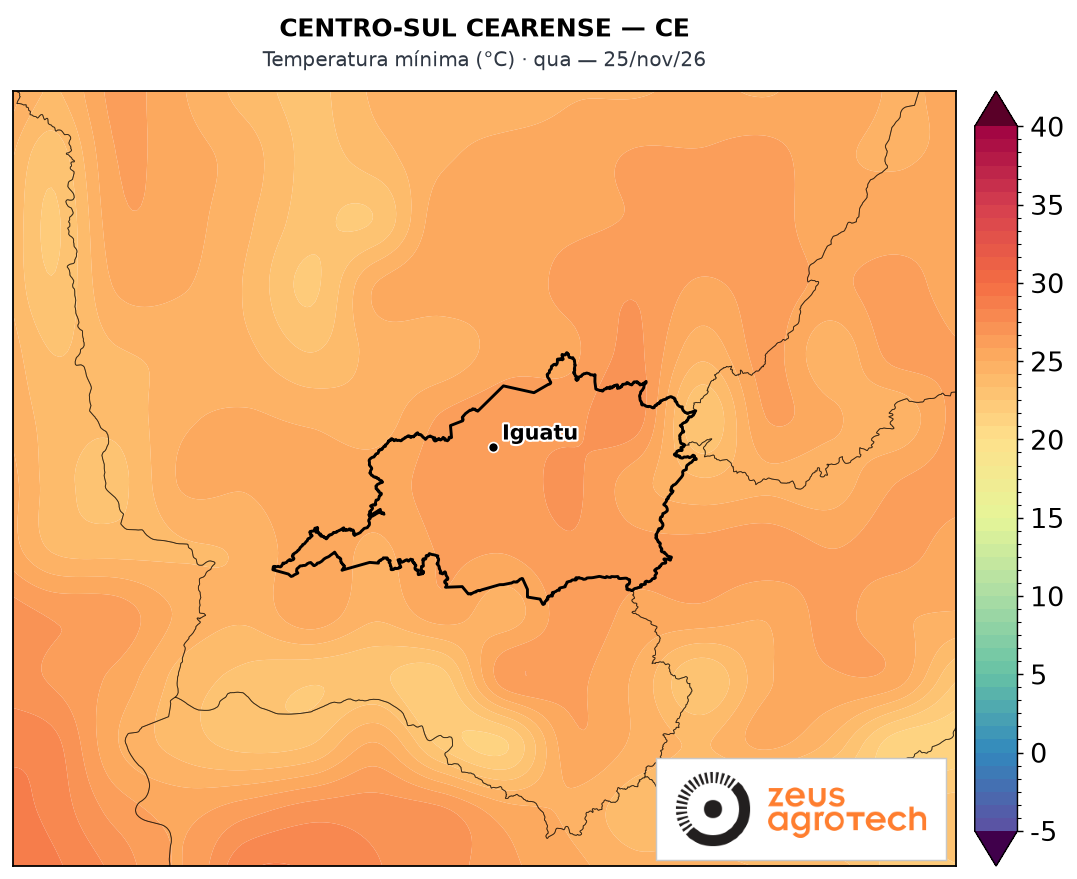 CENTRO-SUL CEARENSE — CE
Temperatura mínima (°C) · qua — 25/nov/26
Iguatu
40
35
30
25
20
15
10
5
0
-5
zeus
agrotech